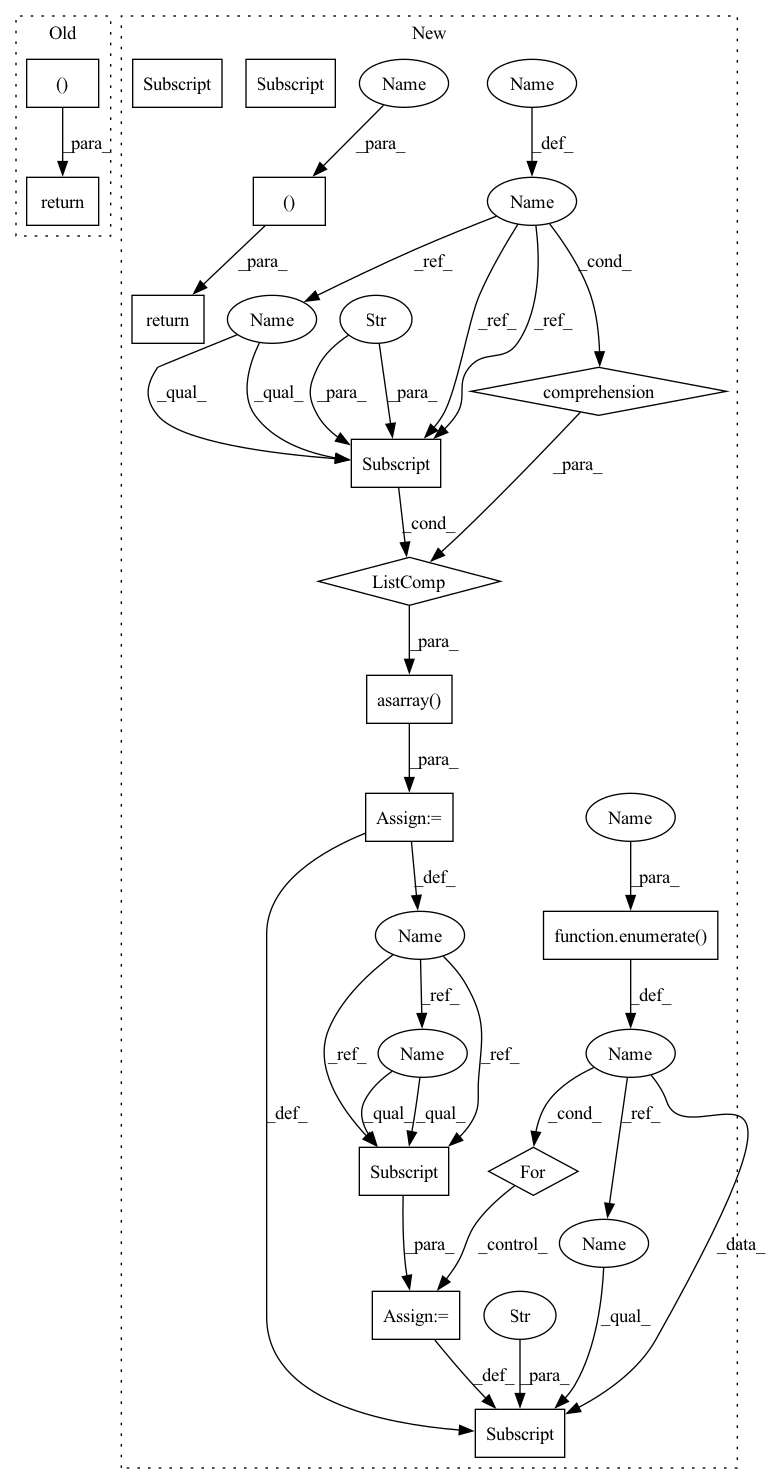 Old
New
()
Subscript
Subscript
Name
Name
_para_
_para_
_def_
return
()
Name
_para_
_ref_
_cond_
return
Name
Str
_ref_
_ref_
_qual_
_qual_
_para_
_para_
comprehension
Subscript
_para_
_cond_
ListComp
_para_
asarray()
_para_
Assign:=
Name
_def_
_para_
Name
function.enumerate()
_ref_
_def_
_ref_
Name
_ref_
Name
_def_
_qual_
_qual_
_cond_
_ref_
Subscript
For
_para_
_control_
Name
_data_
Assign:=
Str
_qual_
_def_
_para_
Subscript